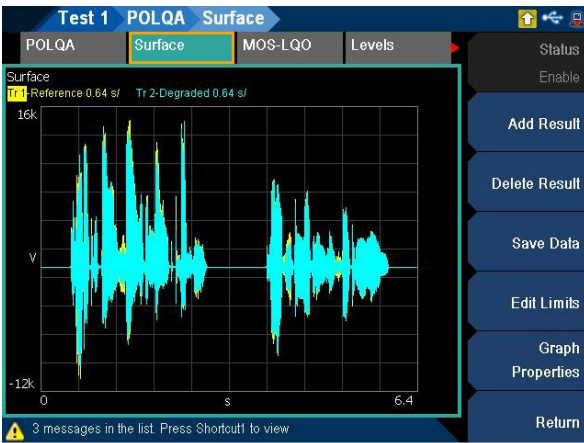 Test 1 POLQA Surface
POLQA Surface MOS-LQO Levels
Status
Enable
Surface
Tr 1-Reference 0.64 s/ Tr 2-Degraded 0.64 s/
16k
V
-12k
0 s 6.4
Add Result
Delete Result
Save Data
Edit Limits
Graph
Properties
Return
3 messages in the list. Press Shortcut1 to view